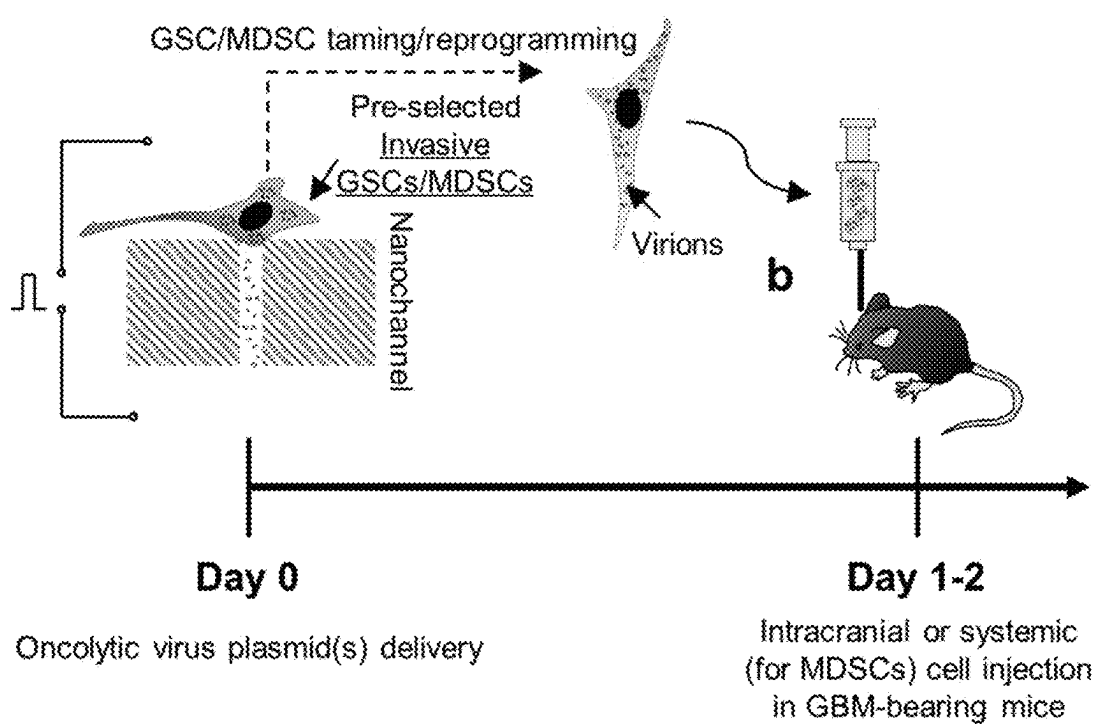 GSC/MDSC taming/reprogramming
Pre-selected
Invasive
GSCs/MDSCs
Nanochannel
Virions
b
Day 0
Day 1-2
Oncolytic virus plasmid(s) delivery
Intracranial or systemic
(for MDSCs) cell injection
in GBM-bearing mice